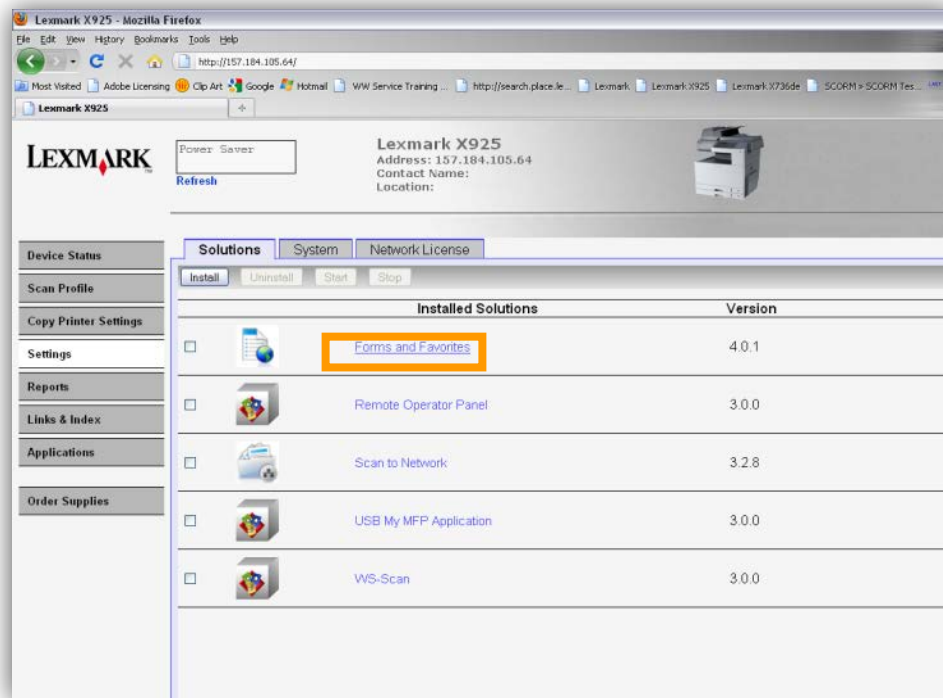 Lexmark X925 - Mozilla Firefox
File Edit View History Bookmarks Tools Help
http://157.184.105.64/
Most Visited Adobe Licensing Clip Art Google Hotmail WW Service Training ... http://search.place.le... Lexmark Lexmark X925 Lexmark X736de SCORM » SCORM Tes...
Lexmark X925
LEXMARK
Power Saver
Refresh
Lexmark X925
Address: 157.184.105.64
Contact Name:
Location:
Device Status
Scan Profile
Copy Printer Settings
Settings
Reports
Links & Index
Applications
Order Supplies
Solutions System Network License
Install Uninstall Start Stop
Installed Solutions Version
Forms and Favorites 4.0.1
Remote Operator Panel 3.0.0
Scan to Network 3.2.8
USB My MFP Application 3.0.0
WS-Scan 3.0.0